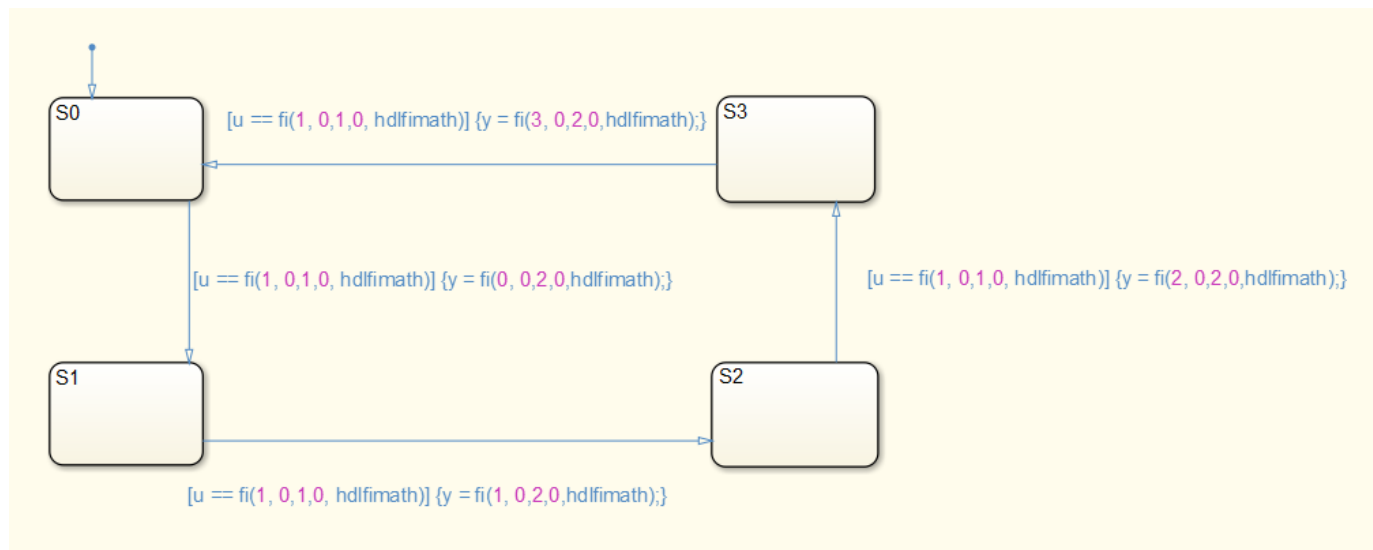 S0
[u == fi(1, 0,1,0, hdlfimath)] {y = fi(3, 0,2,0,hdlfimath);}
S3
[u == fi(1, 0,1,0, hdlfimath)] {y = fi(0, 0,2,0,hdlfimath);}
[u == fi(1, 0,1,0, hdlfimath)] {y = fi(2, 0,2,0,hdlfimath);}
S1
S2
[u == fi(1, 0,1,0, hdlfimath)] {y = fi(1, 0,2,0,hdlfimath);}